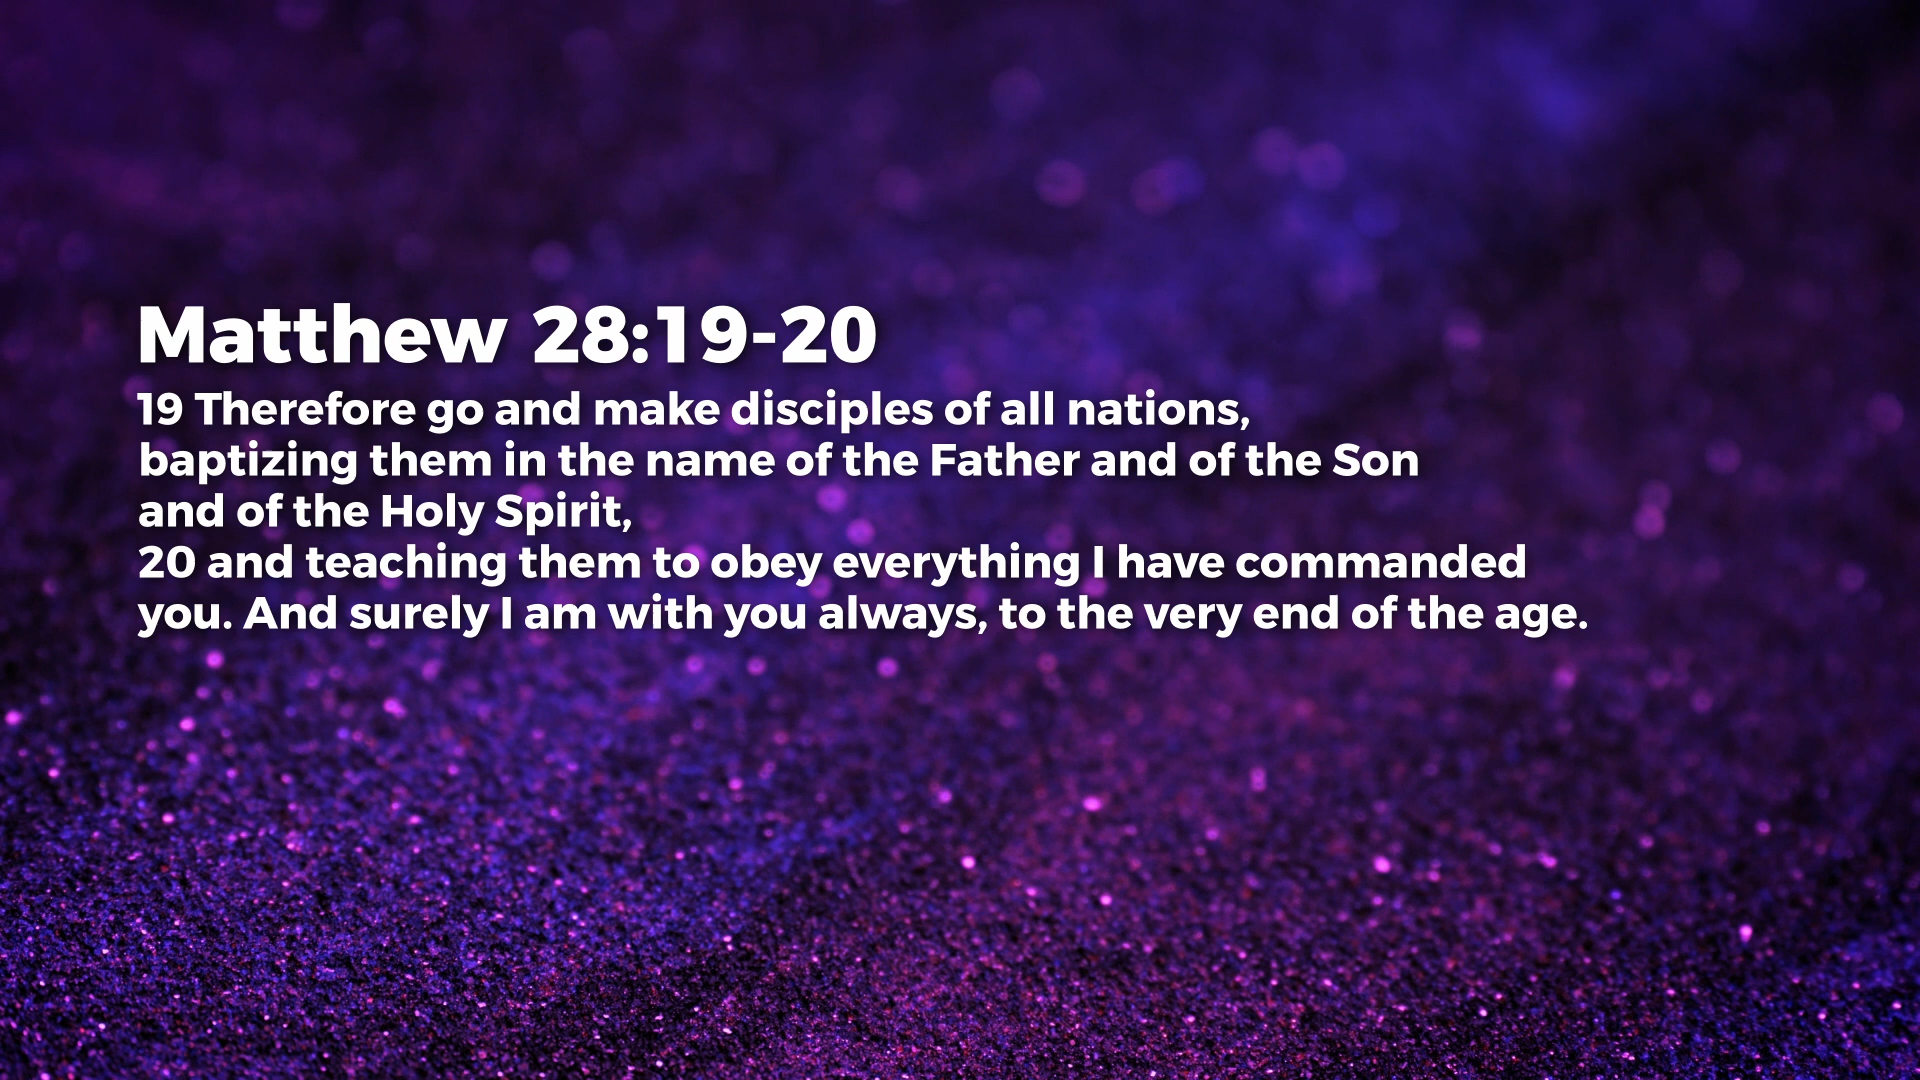 Matthew 28:19-20
19 Therefore go and make disciples of all nations,
baptizing them in the name of the Father and of the Son
and of the Holy Spirit,
20 and teaching them to obey everything I have commanded
you. And surely I am with you always, to the very end of the age.